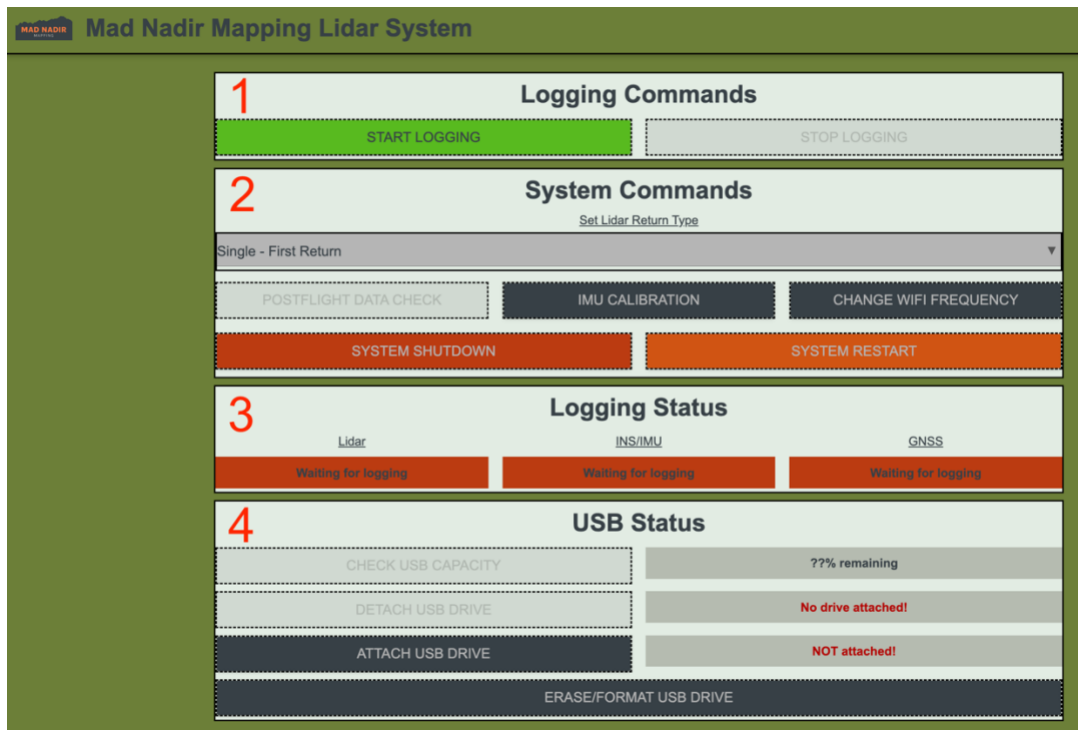 MAD NADIR
MAPPING
Mad Nadir Mapping Lidar System
1
Logging Commands
START LOGGING
STOP LOGGING
2
System Commands
Set Lidar Return Type
Single - First Return ▼
POSTFLIGHT DATA CHECK
IMU CALIBRATION
CHANGE WIFI FREQUENCY
SYSTEM SHUTDOWN
SYSTEM RESTART
3
Logging Status
Lidar
INS/IMU
GNSS
Waiting for logging
Waiting for logging
Waiting for logging
4
USB Status
CHECK USB CAPACITY
??% remaining
DETACH USB DRIVE
No drive attached!
ATTACH USB DRIVE
NOT attached!
ERASE/FORMAT USB DRIVE